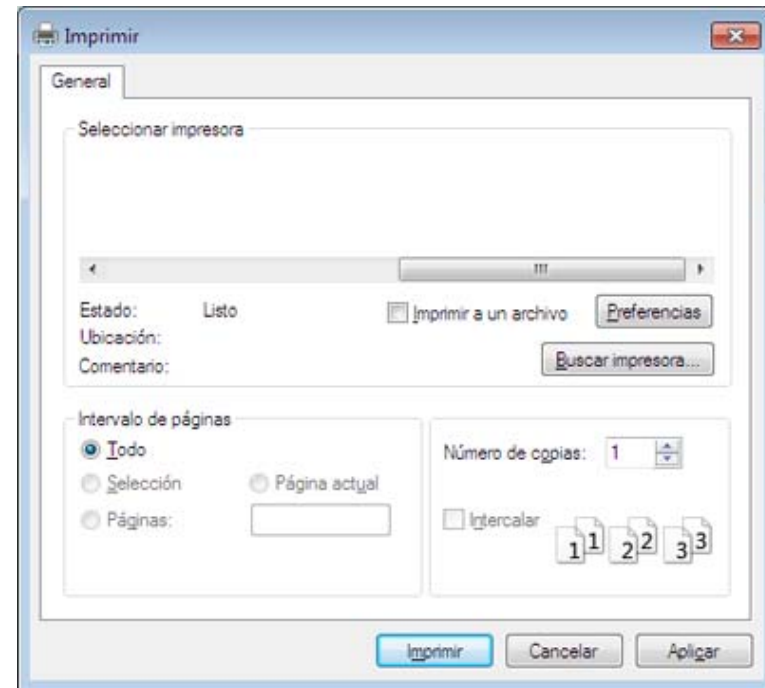 Imprimir
General
Seleccionar impresora
Estado: Listo
Imprimir a un archivo
Preferencias
Ubicación:
Comentario:
Buscar impresora...
Intervalo de páginas
Todo
Selección
Página actual
Páginas:
Número de copias: 1
Intercalar
1 1 2 2 3 3
Imprimir
Cancelar
Aplicar